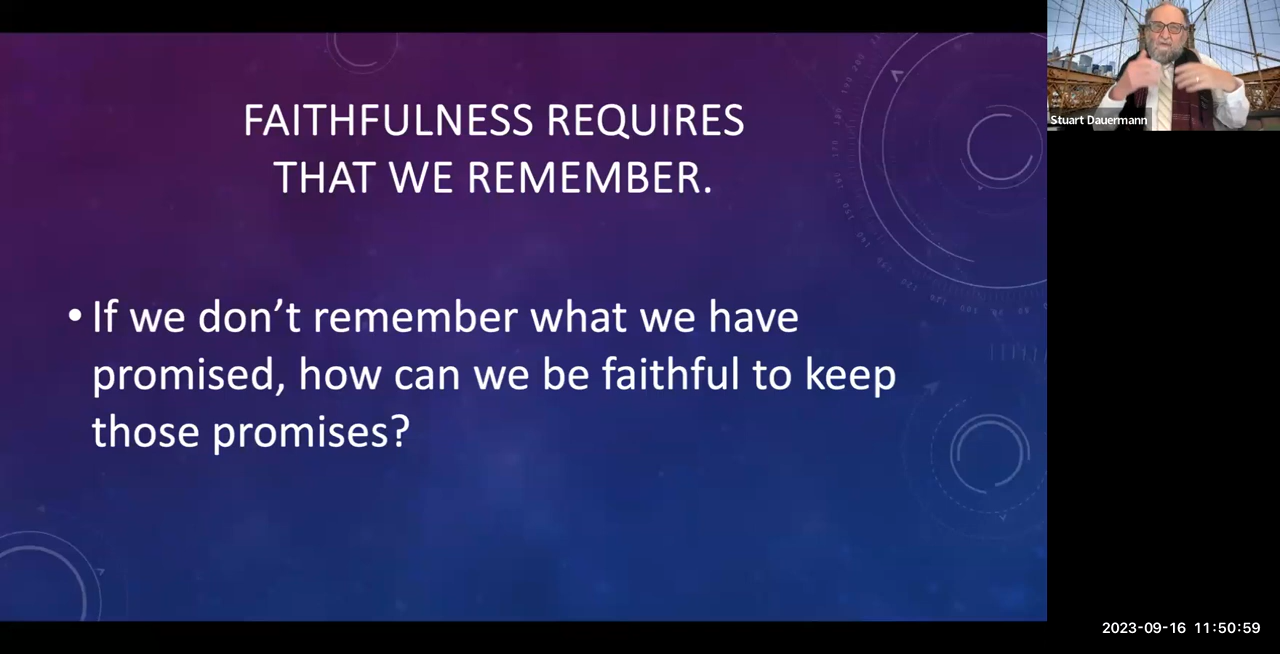 FAITHFULNESS REQUIRES
THAT WE REMEMBER.
• If we don’t remember what we have
promised, how can we be faithful to keep
those promises?
Stuart Dauermann
2023-09-16 11:50:59